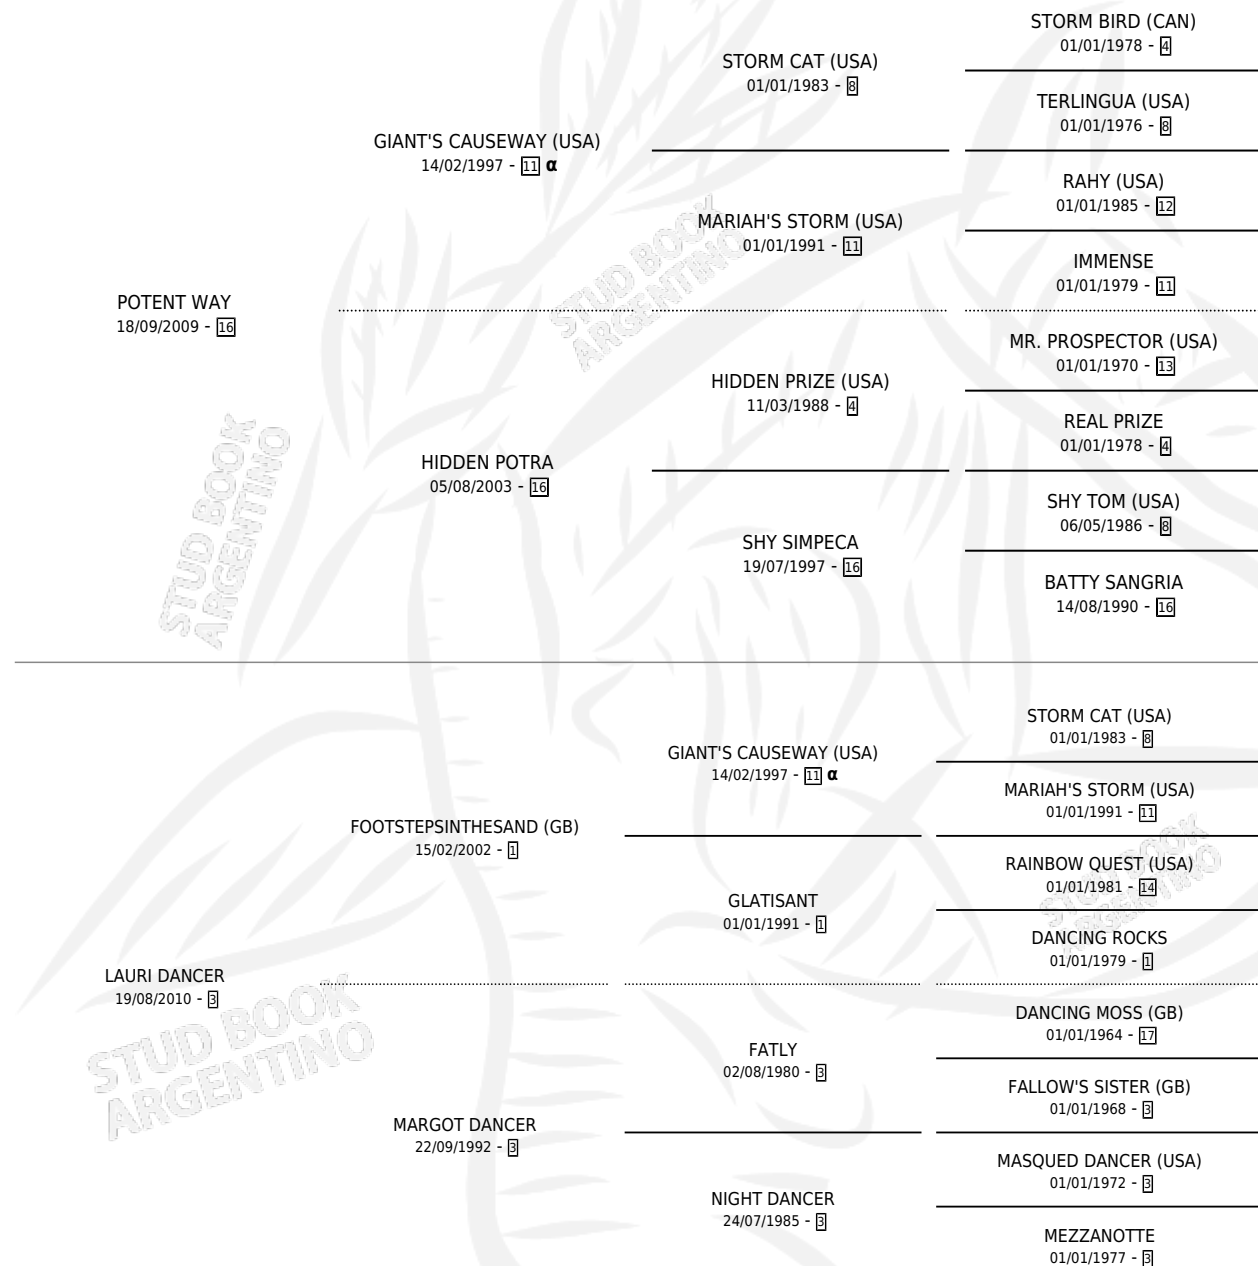 STORM BIRD (CAN)
01/01/1978 - 4
STORM CAT (USA)
01/01/1983 - 8
TERLINGUA (USA)
01/01/1976 - 8
GIANT'S CAUSEWAY (USA)
14/02/1997 - 11 α
RAHY (USA)
01/01/1985 - 12
MARIAH'S STORM (USA)
01/01/1991 - 11
IMMENSE
01/01/1979 - 11
POTENT WAY
18/09/2009 - 16
MR. PROSPECTOR (USA)
01/01/1970 - 13
HIDDEN PRIZE (USA)
11/03/1988 - 4
REAL PRIZE
01/01/1978 - 4
HIDDEN POTRA
05/08/2003 - 16
SHY TOM (USA)
06/05/1986 - 8
SHY SIMPECA
19/07/1997 - 16
BATTY SANGRIA
14/08/1990 - 16
STORM CAT (USA)
01/01/1983 - 8
GIANT'S CAUSEWAY (USA)
14/02/1997 - 11 α
MARIAH'S STORM (USA)
01/01/1991 - 11
FOOTSTEPSINTHESAND (GB)
15/02/2002 - 1
RAINBOW QUEST (USA)
01/01/1981 - 14
GLATISANT
01/01/1991 - 1
DANCING ROCKS
01/01/1979 - 1
LAURI DANCER
19/08/2010 - 3
DANCING MOSS (GB)
01/01/1964 - 17
FATLY
02/08/1980 - 3
FALLOW'S SISTER (GB)
01/01/1968 - 3
MARGOT DANCER
22/09/1992 - 3
MASQUED DANCER (USA)
01/01/1972 - 3
NIGHT DANCER
24/07/1985 - 3
MEZZANOTTE
01/01/1977 - 3
STUD BOOK
ARGENTINO
STUD BOOK
ARGENTINO
STUD BOOK
ARGENTINO
STUD BOOK
ARGENTINO